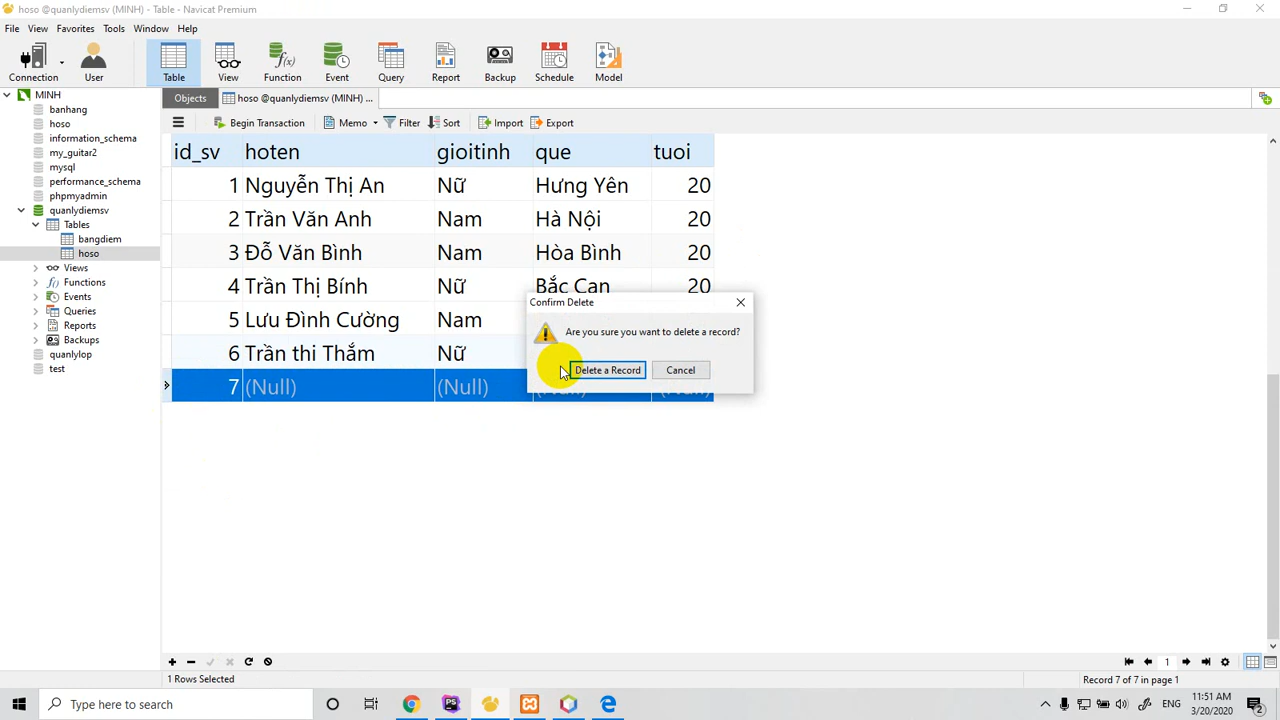 hoso @quanlydiemsv (MINH) - Table - Navicat Premium
File View Favorites Tools Window Help
Connection User Table View Function Event Query Report Backup Schedule Model
MINH
banhang
hoso
information_schema
my_guitar2
mysql
performance_schema
phpmyadmin
quanlydiemsv
Tables
bangdiem
hoso
Views
Functions
Events
Queries
Reports
Backups
quanlylop
test
Objects hoso @quanlydiemsv (MINH) ...
Begin Transaction Memo Filter Sort Import Export
id_sv hoten gioitinh que tuoi
1 Nguyễn Thị An Nữ Hưng Yên 20
2 Trần Văn Anh Nam Hà Nội 20
3 Đỗ Văn Bình Nam Hòa Bình 20
4 Trần Thị Bính Nữ Bắc Cạn 20
5 Lưu Đình Cường Nam
6 Trần thi Thắm Nữ
7 (Null) (Null) (Null) (Null)
Confirm Delete
Are you sure you want to delete a record?
Delete a Record Cancel
1
1 Rows Selected Record 7 of 7 in page 1
Type here to search
PS
ENG
11:51 AM
3/20/2020
2